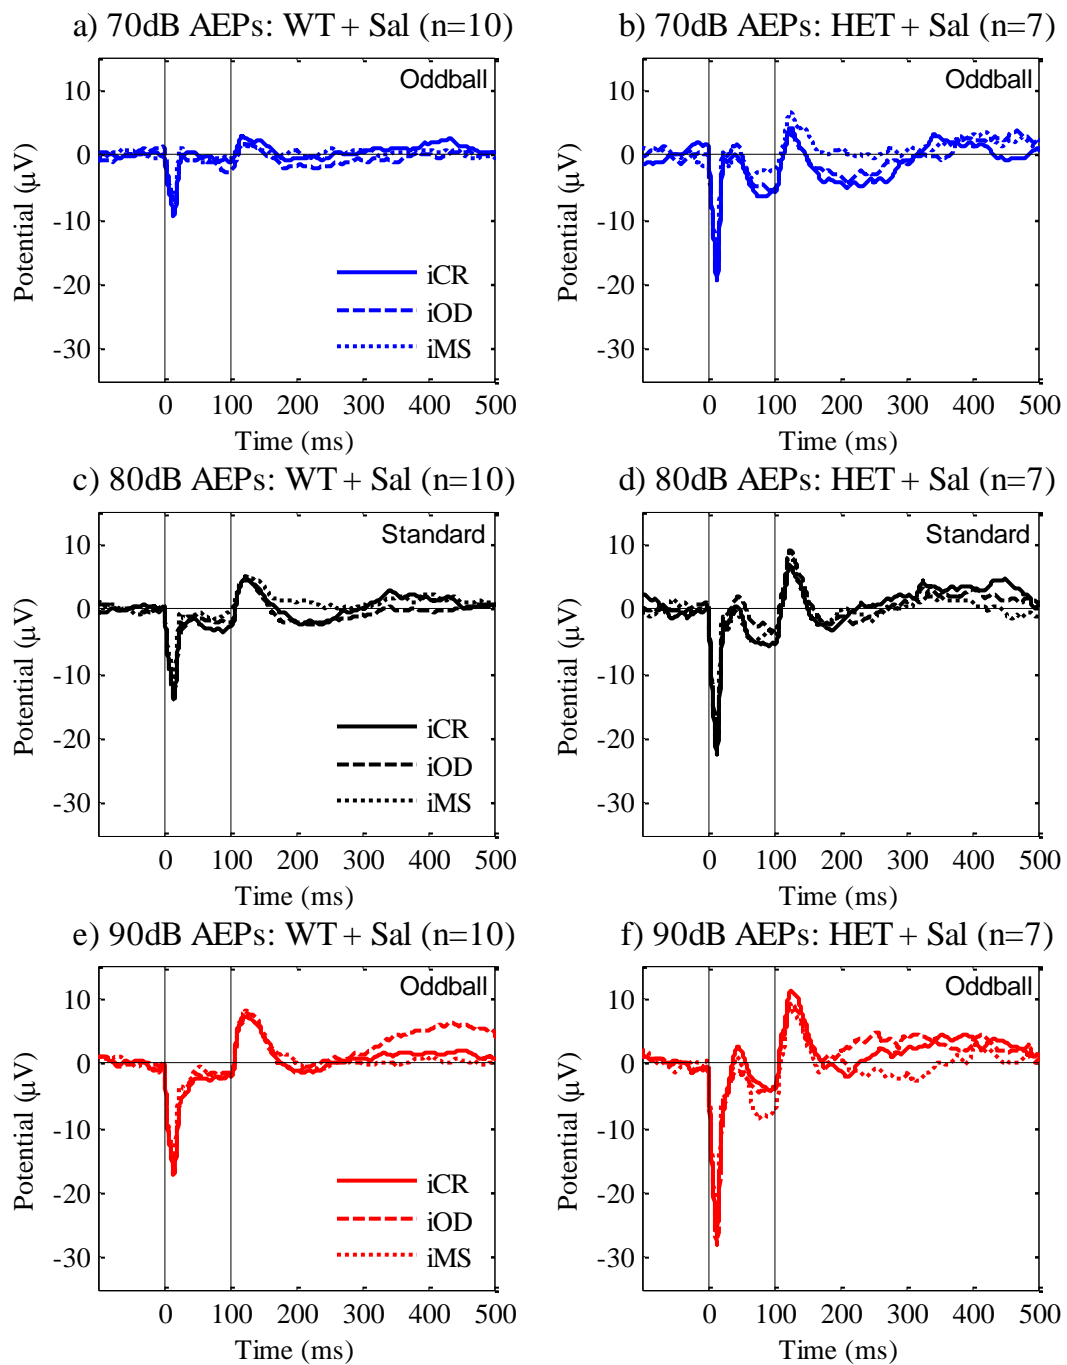 a) 70dB AEPs: WT + Sal (n=10)
Oddball
10
0
-10
-20
-30
Potential (µV)
iCR
iOD
iMS
0 100 200 300 400 500
Time (ms)
b) 70dB AEPs: HET + Sal (n=7)
Oddball
10
0
-10
-20
-30
Potential (µV)
0 100 200 300 400 500
Time (ms)
c) 80dB AEPs: WT + Sal (n=10)
Standard
10
0
-10
-20
-30
Potential (µV)
iCR
iOD
iMS
0 100 200 300 400 500
Time (ms)
d) 80dB AEPs: HET + Sal (n=7)
Standard
10
0
-10
-20
-30
Potential (µV)
0 100 200 300 400 500
Time (ms)
e) 90dB AEPs: WT + Sal (n=10)
Oddball
10
0
-10
-20
-30
Potential (µV)
iCR
iOD
iMS
0 100 200 300 400 500
Time (ms)
f) 90dB AEPs: HET + Sal (n=7)
Oddball
10
0
-10
-20
-30
Potential (µV)
0 100 200 300 400 500
Time (ms)